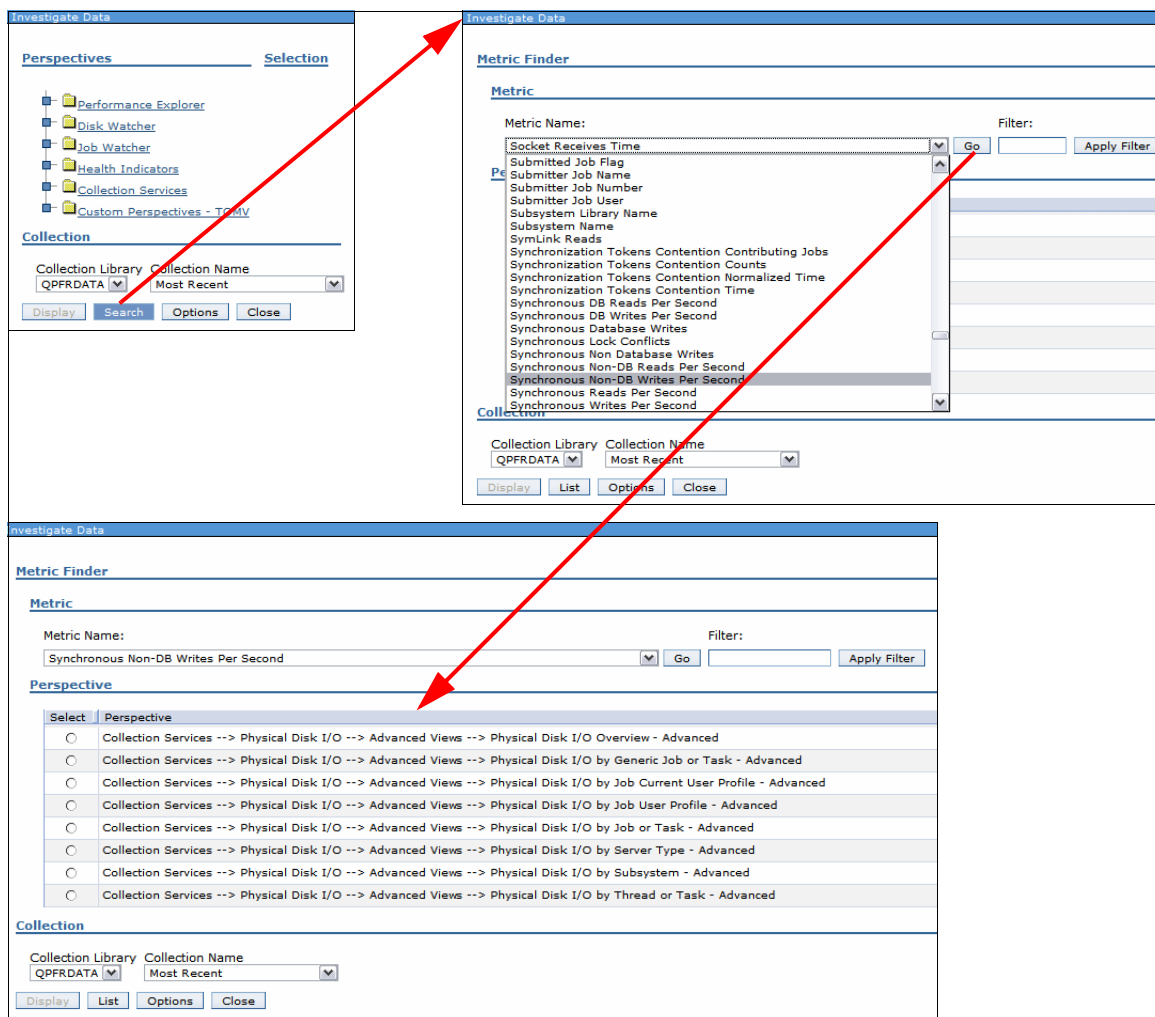 Investigate Data
Perspectives Selection
Performance Explorer
Disk Watcher
Job Watcher
Health Indicators
Collection Services
Custom Perspectives - TCMV
Collection
Collection Library Collection Name
QPFRDATA Most Recent
Display Search Options Close
Investigate Data
Metric Finder
Metric
Metric Name: Filter:
Socket Receives Time Go Apply Filter
Submitted Job Flag
Submitter Job Name
Submitter Job Number
Submitter Job User
Subsystem Library Name
Subsystem Name
SymLink Reads
Synchronization Tokens Contention Contributing Jobs
Synchronization Tokens Contention Counts
Synchronization Tokens Contention Normalized Time
Synchronization Tokens Contention Time
Synchronous DB Reads Per Second
Synchronous DB Writes Per Second
Synchronous Database Writes
Synchronous Lock Conflicts
Synchronous Non Database Writes
Synchronous Non-DB Reads Per Second
Synchronous Non-DB Writes Per Second
Synchronous Reads Per Second
Synchronous Writes Per Second
Pe
Collection
Collection Library Collection Name
QPFRDATA Most Recent
Display List Options Close
Investigate Data
Metric Finder
Metric
Metric Name: Filter:
Synchronous Non-DB Writes Per Second Go Apply Filter
Perspective
Select Perspective
Collection Services --> Physical Disk I/O --> Advanced Views --> Physical Disk I/O Overview - Advanced
Collection Services --> Physical Disk I/O --> Advanced Views --> Physical Disk I/O by Generic Job or Task - Advanced
Collection Services --> Physical Disk I/O --> Advanced Views --> Physical Disk I/O by Job Current User Profile - Advanced
Collection Services --> Physical Disk I/O --> Advanced Views --> Physical Disk I/O by Job User Profile - Advanced
Collection Services --> Physical Disk I/O --> Advanced Views --> Physical Disk I/O by Job or Task - Advanced
Collection Services --> Physical Disk I/O --> Advanced Views --> Physical Disk I/O by Server Type - Advanced
Collection Services --> Physical Disk I/O --> Advanced Views --> Physical Disk I/O by Subsystem - Advanced
Collection Services --> Physical Disk I/O --> Advanced Views --> Physical Disk I/O by Thread or Task - Advanced
Collection
Collection Library Collection Name
QPFRDATA Most Recent
Display List Options Close